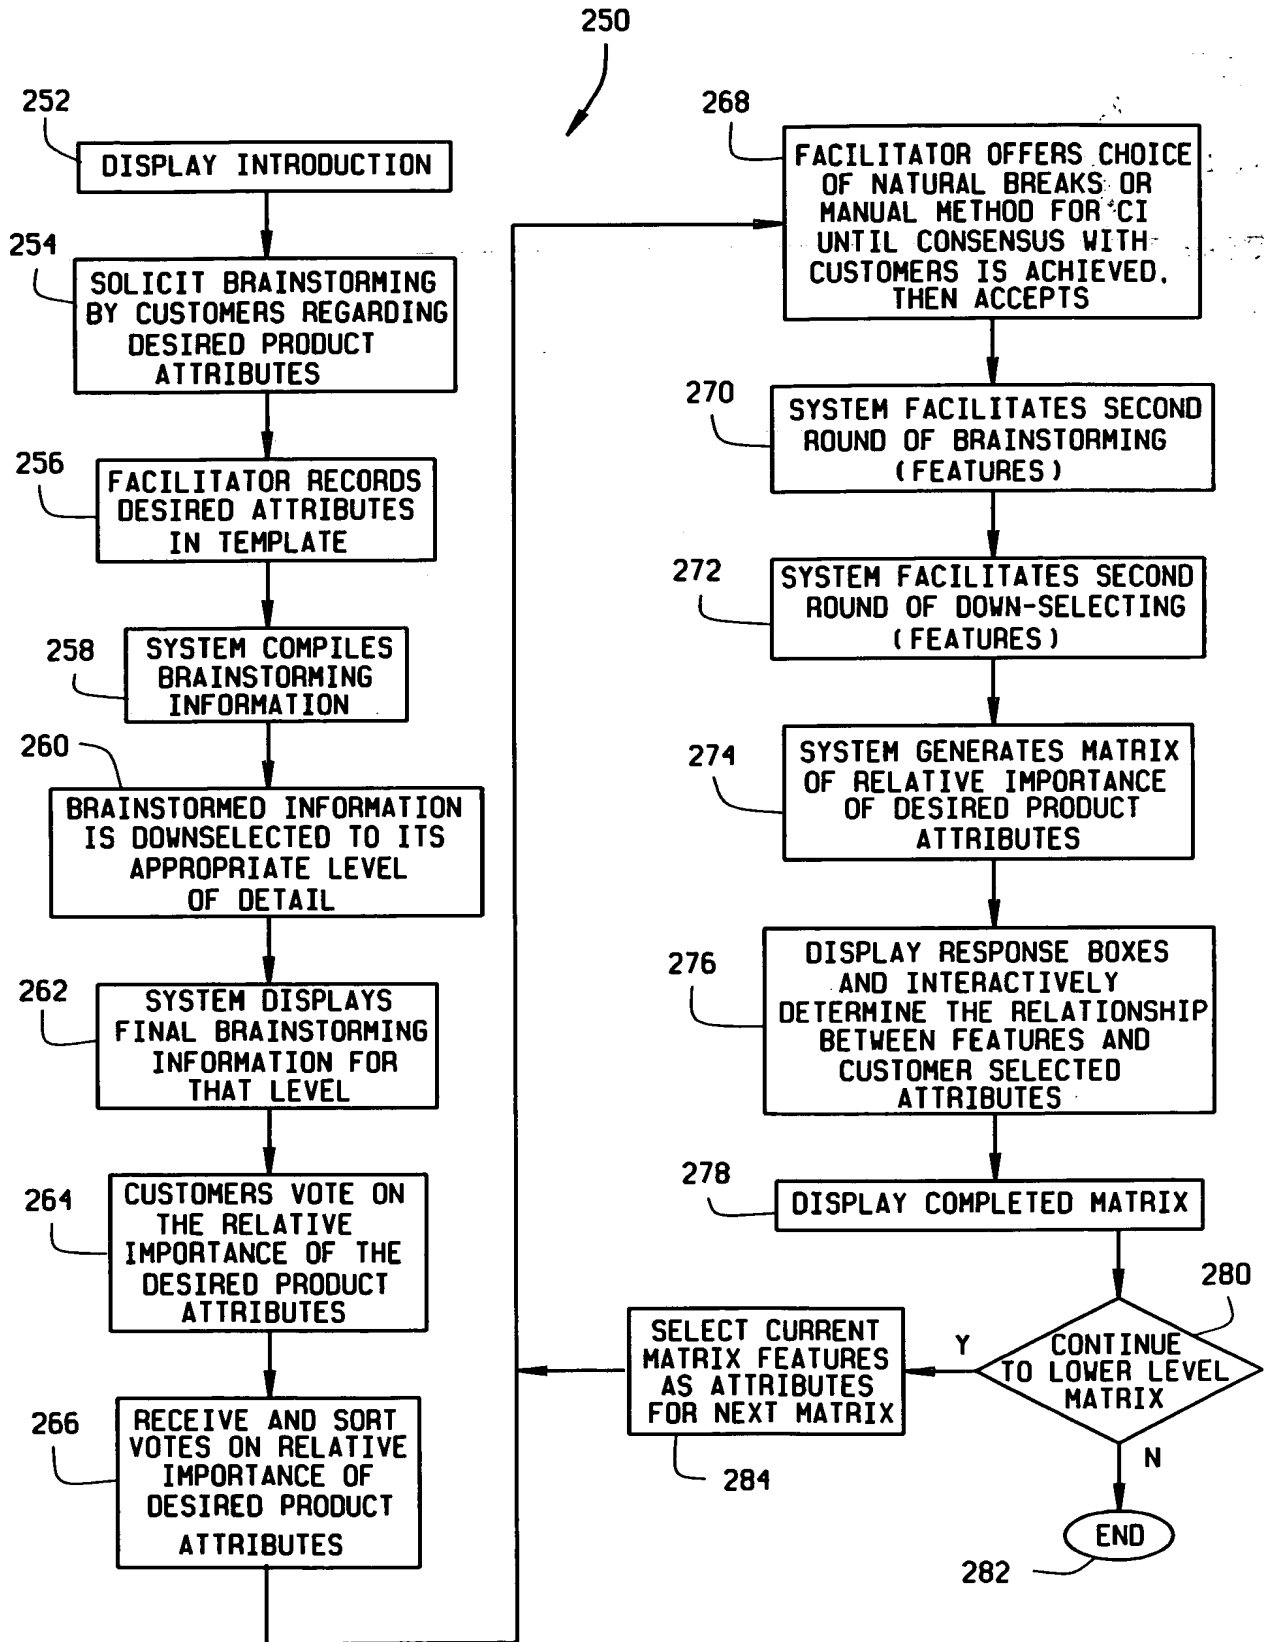 250
252
DISPLAY INTRODUCTION
254
SOLICIT BRAINSTORMING
BY CUSTOMERS REGARDING
DESIRED PRODUCT
ATTRIBUTES
256
FACILITATOR RECORDS
DESIRED ATTRIBUTES
IN TEMPLATE
258
SYSTEM COMPILES
BRAINSTORMING
INFORMATION
260
BRAINSTORMED INFORMATION
IS DOWNSELECTED TO ITS
APPROPRIATE LEVEL
OF DETAIL
262
SYSTEM DISPLAYS
FINAL BRAINSTORMING
INFORMATION FOR
THAT LEVEL
264
CUSTOMERS VOTE ON
THE RELATIVE
IMPORTANCE OF THE
DESIRED PRODUCT
ATTRIBUTES
266
RECEIVE AND SORT
VOTES ON RELATIVE
IMPORTANCE OF
DESIRED PRODUCT
ATTRIBUTES
268
FACILITATOR OFFERS CHOICE
OF NATURAL BREAKS OR
MANUAL METHOD FOR CI
UNTIL CONSENSUS WITH
CUSTOMERS IS ACHIEVED,
THEN ACCEPTS
270
SYSTEM FACILITATES SECOND
ROUND OF BRAINSTORMING
(FEATURES)
272
SYSTEM FACILITATES SECOND
ROUND OF DOWN-SELECTING
(FEATURES)
274
SYSTEM GENERATES MATRIX
OF RELATIVE IMPORTANCE
OF DESIRED PRODUCT
ATTRIBUTES
276
DISPLAY RESPONSE BOXES
AND INTERACTIVELY
DETERMINE THE RELATIONSHIP
BETWEEN FEATURES AND
CUSTOMER SELECTED
ATTRIBUTES
278
DISPLAY COMPLETED MATRIX
280
CONTINUE
TO LOWER LEVEL
MATRIX
Y
N
SELECT CURRENT
MATRIX FEATURES
AS ATTRIBUTES
FOR NEXT MATRIX
284
END
282